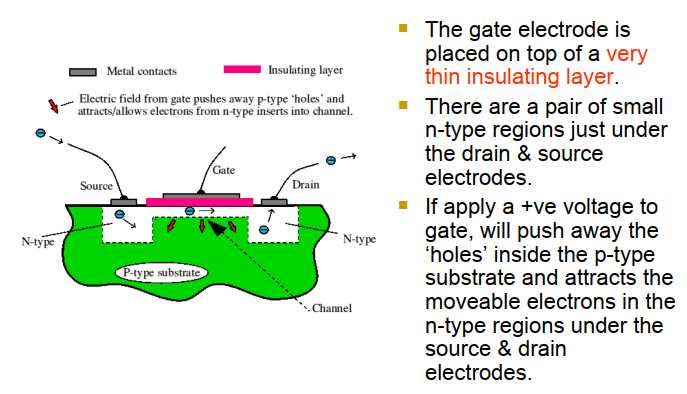 Metal contacts
Insulating layer
Electric field from gate pushes away p-type 'holes' and
attracts/allows electrons from n-type inserts into channel.
Gate
Source
Drain
N-type
N-type
P-type substrate
Channel
The gate electrode is
placed on top of a very
thin insulating layer.
There are a pair of small
n-type regions just under
the drain & source
electrodes.
If apply a +ve voltage to
gate, will push away the
‘holes’ inside the p-type
substrate and attracts the
moveable electrons in the
n-type regions under the
source & drain
electrodes.